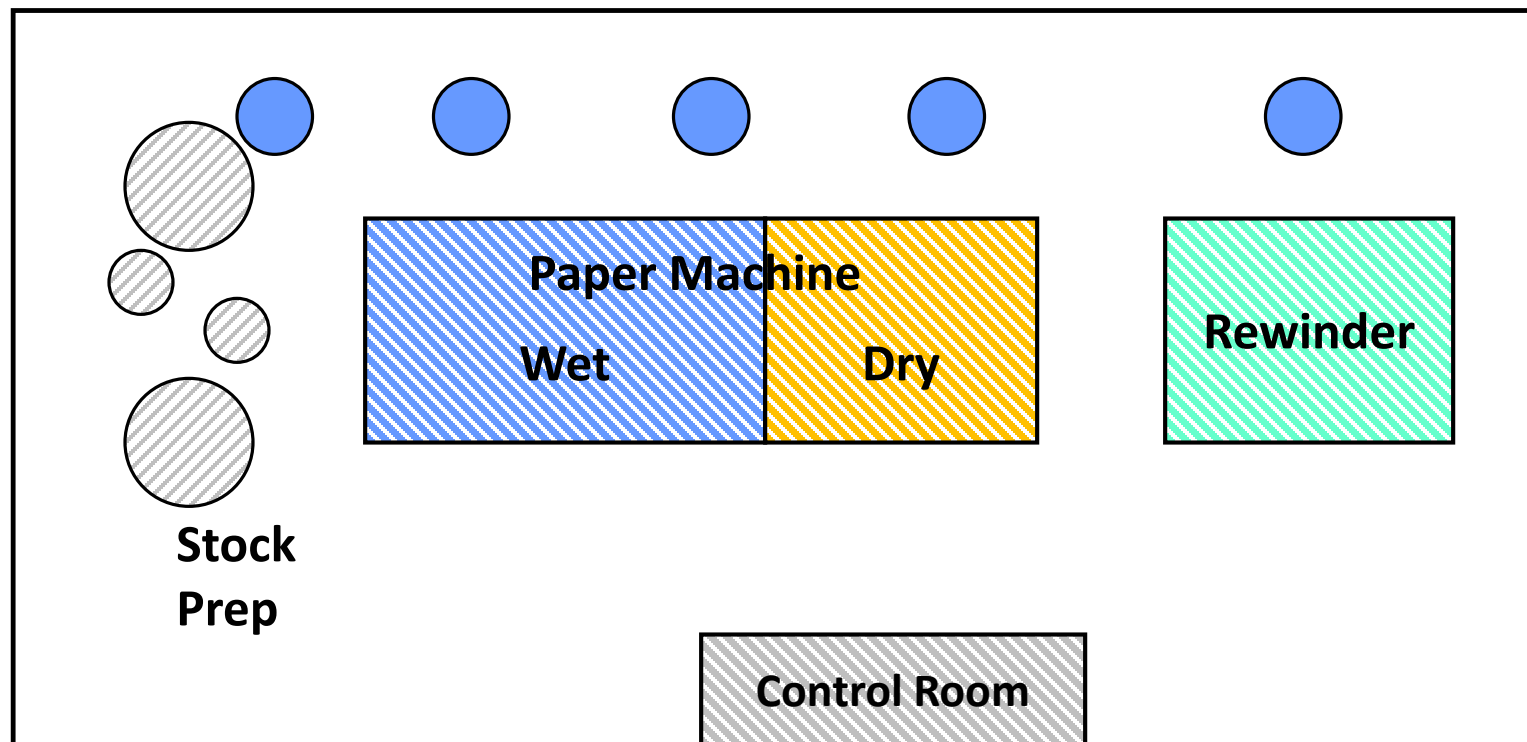 Paper Machine
Wet
Dry
Rewinder
Stock
Prep
Control Room